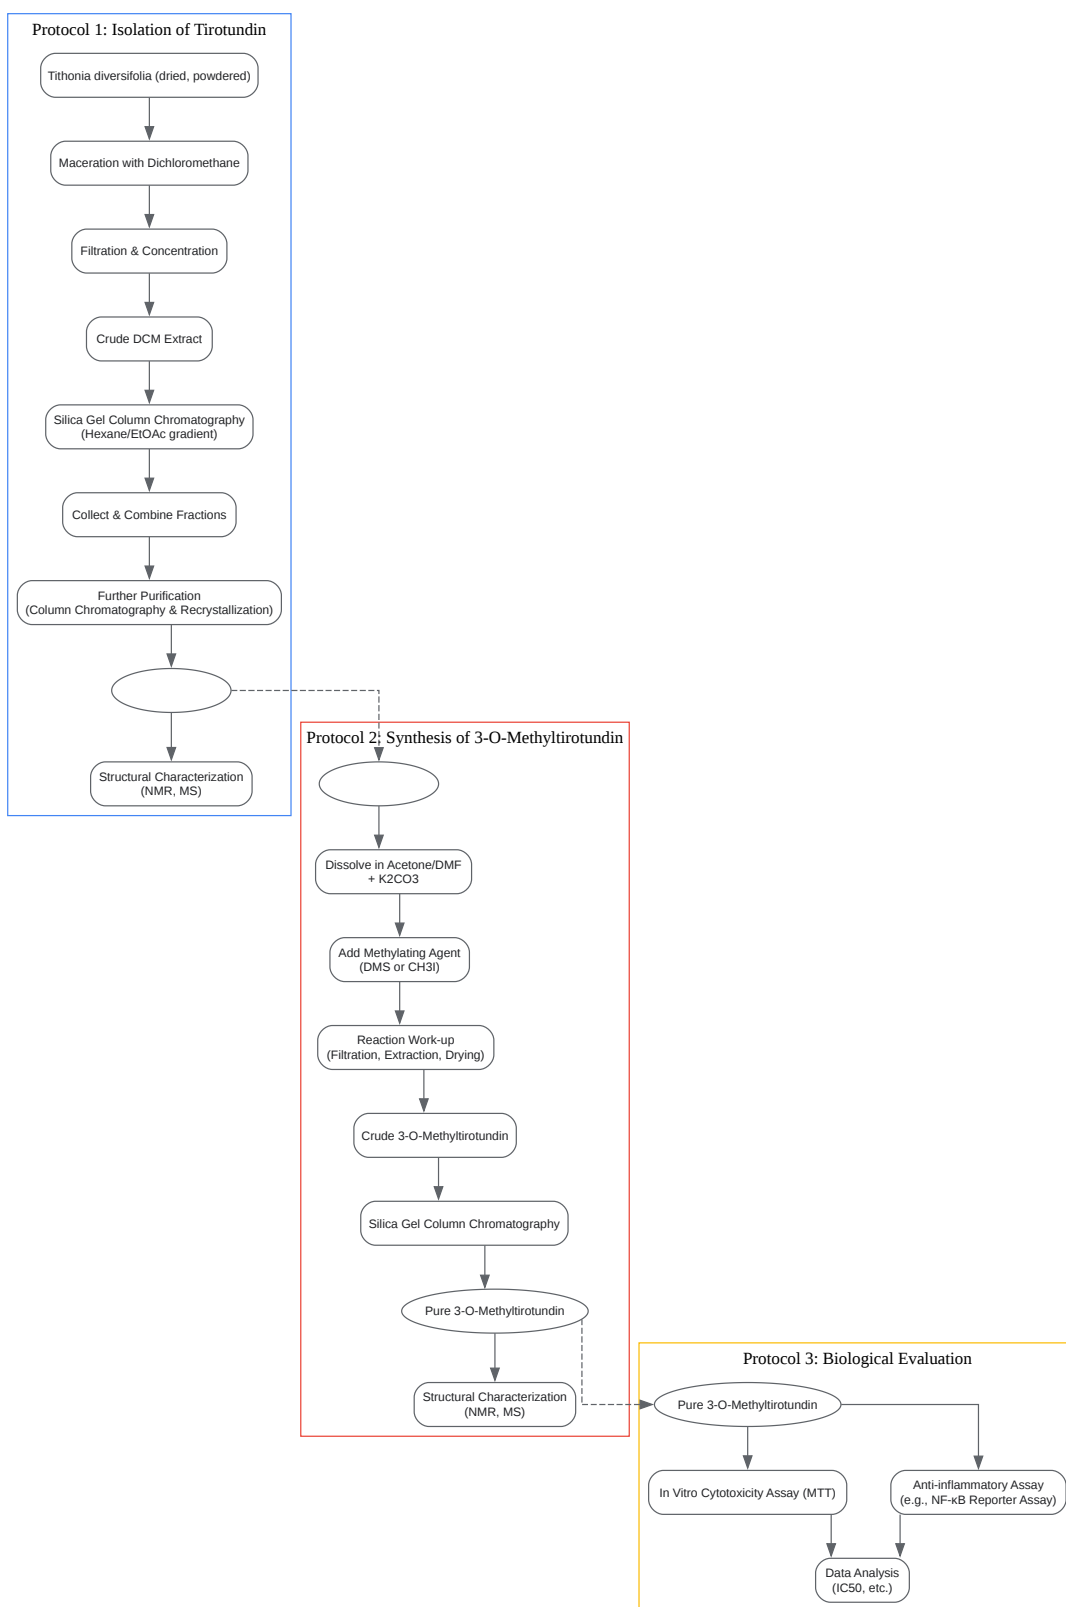 Protocol 1: Isolation of Tirotundin
Tithonia diversifolia (dried, powdered)
Maceration with Dichloromethane
Filtration & Concentration
Crude DCM Extract
Silica Gel Column Chromatography
(Hexane/EtOAc gradient)
Collect & Combine Fractions
Further Purification
(Column Chromatography & Recrystallization)
Structural Characterization
(NMR, MS)
Protocol 2: Synthesis of 3-O-Methyltirotundin
Dissolve in Acetone/DMF
+ K2CO3
Add Methylating Agent
(DMS or CH3I)
Reaction Work-up
(Filtration, Extraction, Drying)
Crude 3-O-Methyltirotundin
Silica Gel Column Chromatography
Pure 3-O-Methyltirotundin
Structural Characterization
(NMR, MS)
Protocol 3: Biological Evaluation
Pure 3-O-Methyltirotundin
In Vitro Cytotoxicity Assay (MTT)
Anti-inflammatory Assay
(e.g., NF-κB Reporter Assay)
Data Analysis
(IC50, etc.)